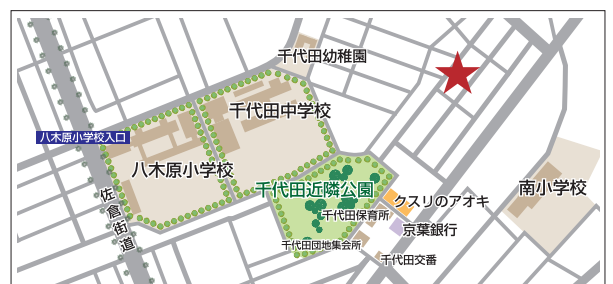 千代田幼稚園
千代田中学校
八木原小学校入口
八木原小学校
千代田近隣公園
南小学校
クスリのアオキ
佐倉街道
千代田保育所
京葉銀行
千代田団地集会所
千代田交番